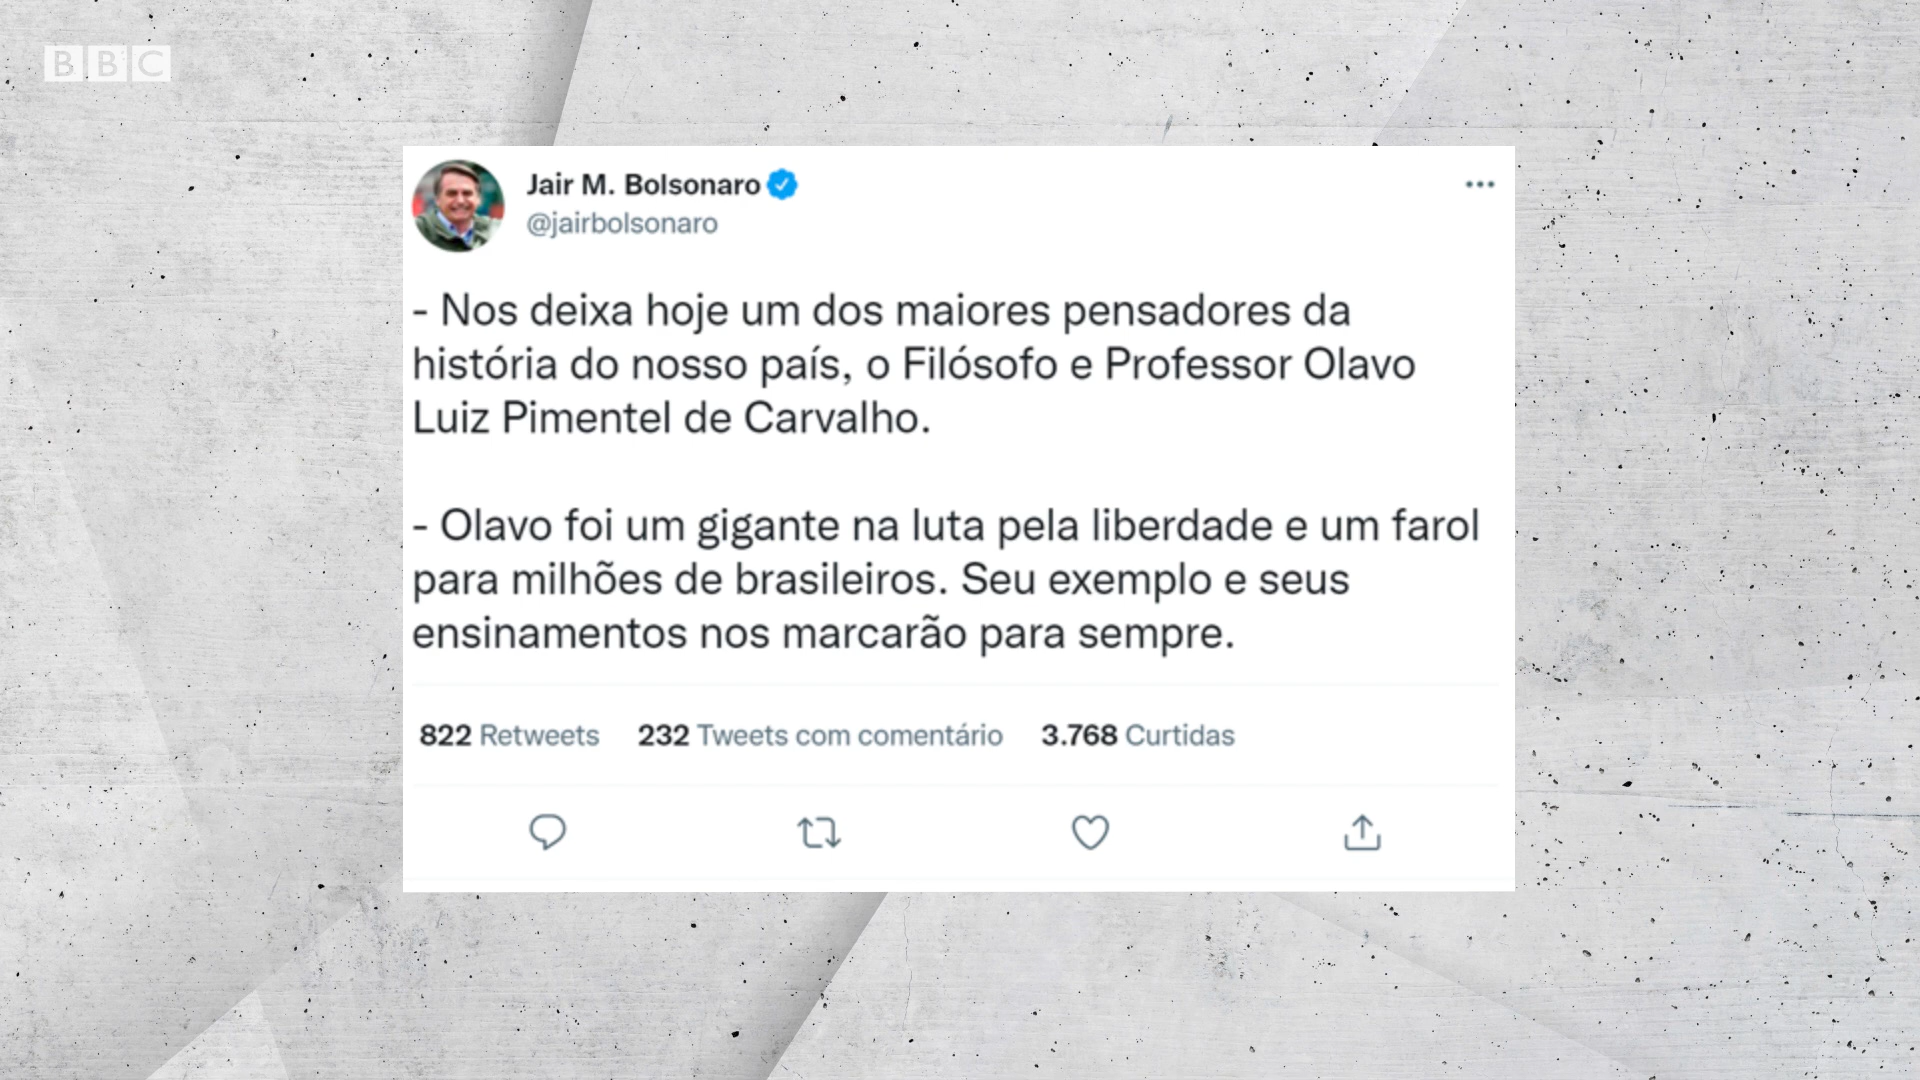 BBC
Jair M. Bolsonaro
@jairbolsonaro
- Nos deixa hoje um dos maiores pensadores da
história do nosso país, o Filósofo e Professor Olavo
Luiz Pimentel de Carvalho.
- Olavo foi um gigante na luta pela liberdade e um farol
para milhões de brasileiros. Seu exemplo e seus
ensinamentos nos marcarão para sempre.
822 Retweets 232 Tweets com comentário 3.768 Curtidas